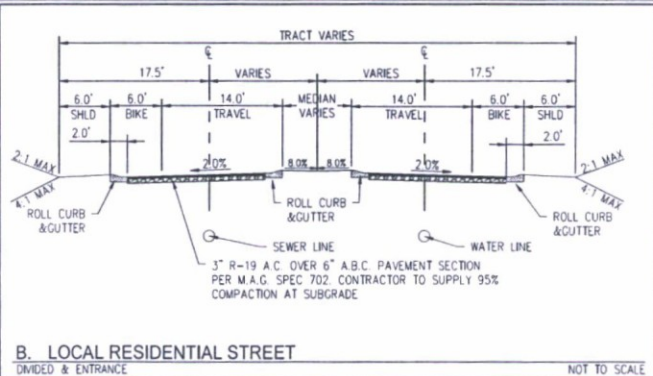 TRACT VARIES
℄ ℄
17.5' VARIES VARIES 17.5'
6.0' 6.0' 14.0' MEDIAN 14.0' 6.0' 6.0'
SHLD BIKE TRAVEL VARIES TRAVEL BIKE SHLD
2.0' 2.0'
2:1 MAX 2.0% 8.0% 8.0% 2.0% 2:1 MAX
4:1 MAX 4:1 MAX
ROLL CURB
&GUTTER
ROLL CURB
&GUTTER
ROLL CURB
&GUTTER
SEWER LINE WATER LINE
3" R-19 A.C. OVER 6" A.B.C. PAVEMENT SECTION
PER M.A.G. SPEC 702. CONTRACTOR TO SUPPLY 95%
COMPACTION AT SUBGRADE
B. LOCAL RESIDENTIAL STREET
DIVIDED & ENTRANCE NOT TO SCALE